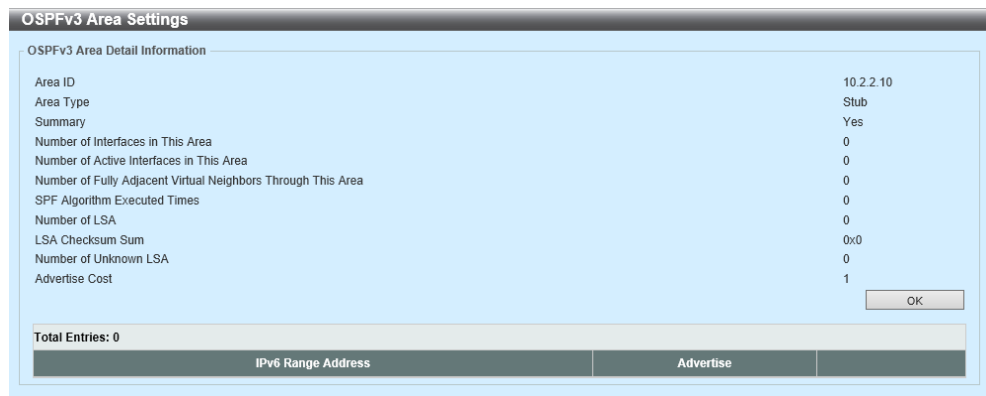 OSPFv3 Area Settings
OSPFv3 Area Detail Information
Area ID 10.2.2.10
Area Type Stub
Summary Yes
Number of Interfaces in This Area 0
Number of Active Interfaces in This Area 0
Number of Fully Adjacent Virtual Neighbors Through This Area 0
SPF Algorithm Executed Times 0
Number of LSA 0
LSA Checksum Sum 0x0
Number of Unknown LSA 0
Advertise Cost 1
OK
Total Entries: 0
IPv6 Range Address Advertise